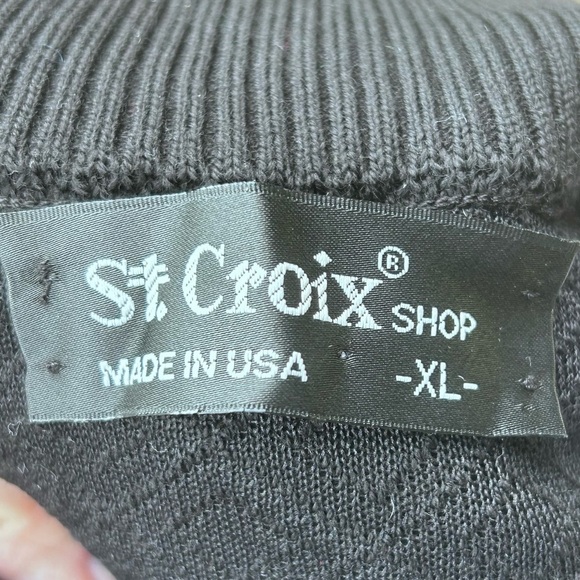 St. Croix® SHOP
MADE IN USA -XL-